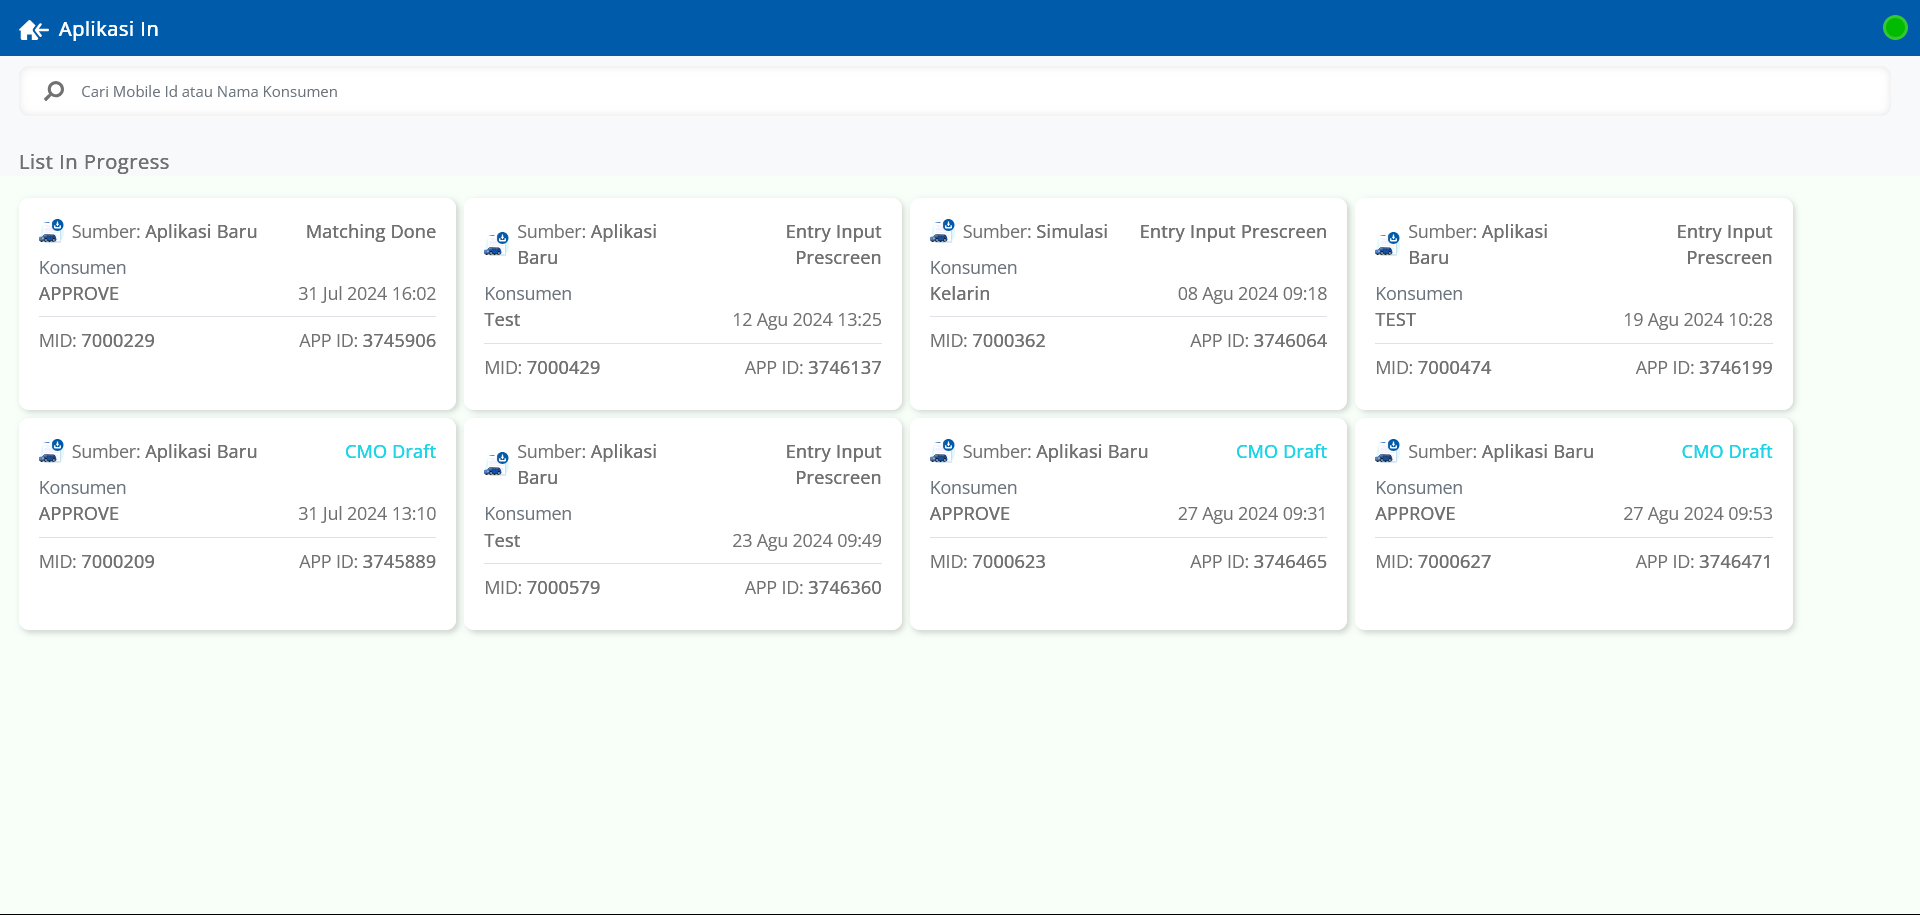 Aplikasi In
Cari Mobile Id atau Nama Konsumen
List In Progress
Sumber: Aplikasi Baru
Matching Done
Konsumen
APPROVE
31 Jul 2024 16:02
MID: 7000229
APP ID: 3745906
Sumber: Aplikasi
Baru
Entry Input
Prescreen
Konsumen
Test
12 Agu 2024 13:25
MID: 7000429
APP ID: 3746137
Sumber: Simulasi
Entry Input Prescreen
Konsumen
Kelarin
08 Agu 2024 09:18
MID: 7000362
APP ID: 3746064
Sumber: Aplikasi
Baru
Entry Input
Prescreen
Konsumen
TEST
19 Agu 2024 10:28
MID: 7000474
APP ID: 3746199
Sumber: Aplikasi Baru
CMO Draft
Konsumen
APPROVE
31 Jul 2024 13:10
MID: 7000209
APP ID: 3745889
Sumber: Aplikasi
Baru
Entry Input
Prescreen
Konsumen
Test
23 Agu 2024 09:49
MID: 7000579
APP ID: 3746360
Sumber: Aplikasi Baru
CMO Draft
Konsumen
APPROVE
27 Agu 2024 09:31
MID: 7000623
APP ID: 3746465
Sumber: Aplikasi Baru
CMO Draft
Konsumen
APPROVE
27 Agu 2024 09:53
MID: 7000627
APP ID: 3746471